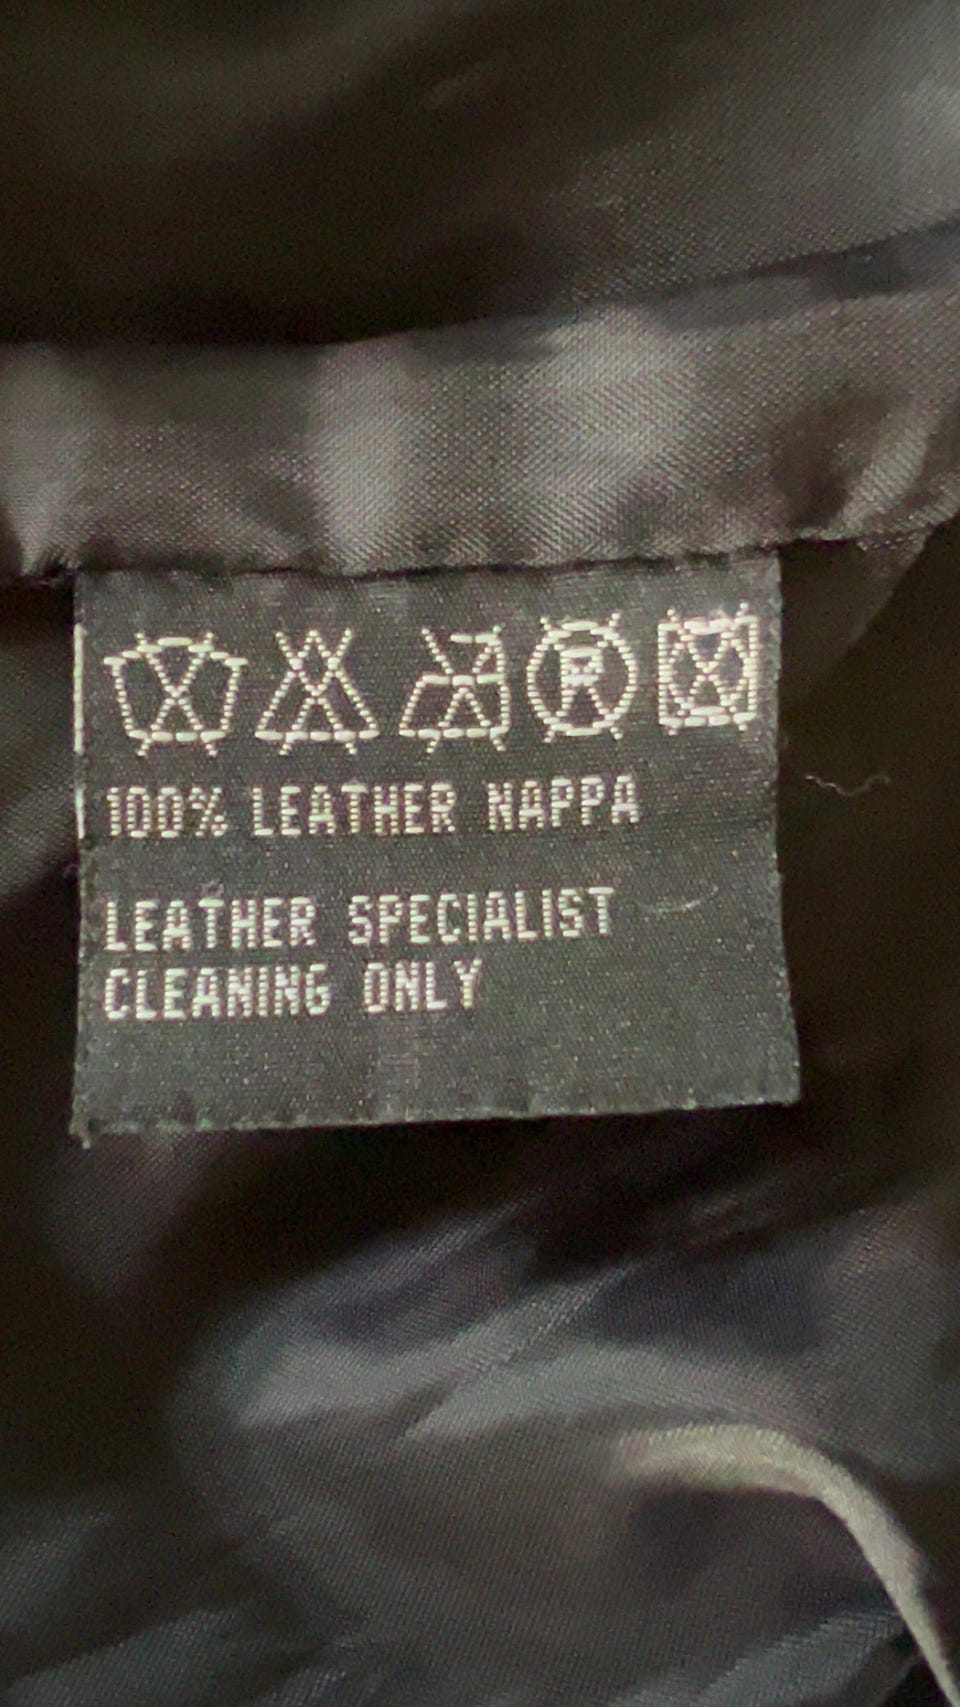 R
100% LEATHER NAPPA
LEATHER SPECIALIST
CLEANING ONLY